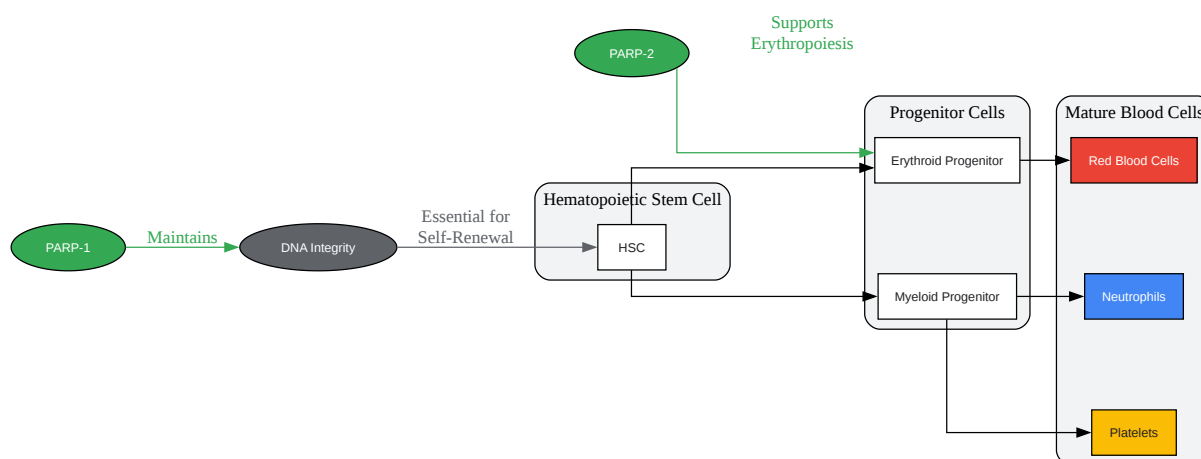 Supports
Erythropoiesis
PARP-2
Progenitor Cells
Mature Blood Cells
Erythroid Progenitor
Red Blood Cells
Hematopoietic Stem Cell
Essential for
Self-Renewal
PARP-1
Maintains
DNA Integrity
HSC
Myeloid Progenitor
Neutrophils
Platelets